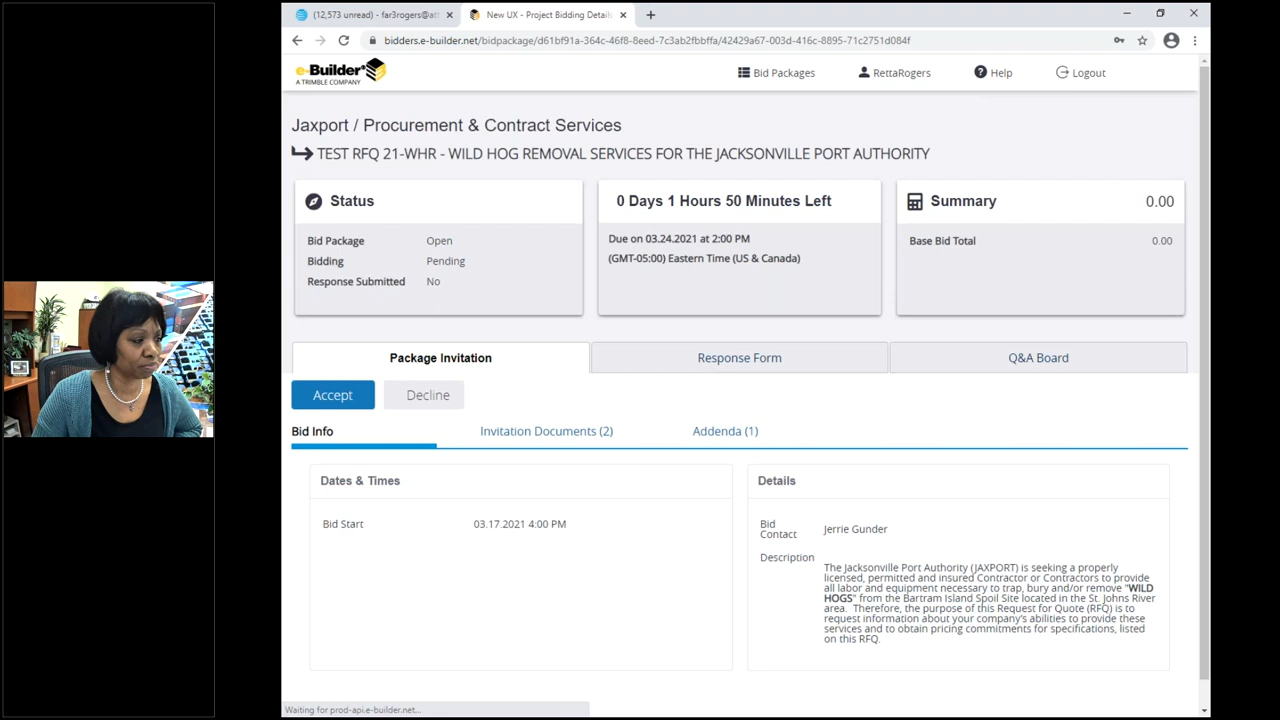 (12,573 unread) - far3rogers@att
New UX - Project Bidding Details
bidders.e-builder.net/bidpackage/d61bf91a-364c-46f8-8eed-7c3ab2fbbffa/42429a67-003d-416c-8895-71c2751d084f
e-Builder
A TRIMBLE COMPANY
Bid Packages
RettaRogers
Help
Logout
Jaxport / Procurement & Contract Services
TEST RFQ 21-WHR - WILD HOG REMOVAL SERVICES FOR THE JACKSONVILLE PORT AUTHORITY
Status
Bid Package Open
Bidding Pending
Response Submitted No
0 Days 1 Hours 50 Minutes Left
Due on 03.24.2021 at 2:00 PM
(GMT-05:00) Eastern Time (US & Canada)
Summary 0.00
Base Bid Total 0.00
Package Invitation
Response Form
Q&A Board
Accept
Decline
Bid Info
Invitation Documents (2)
Addenda (1)
Dates & Times
Bid Start 03.17.2021 4:00 PM
Details
Bid
Contact
Jerrie Gunder
Description
The Jacksonville Port Authority (JAXPORT) is seeking a properly
licensed, permitted and insured Contractor or Contractors to provide
all labor and equipment necessary to trap, bury and/or remove "WILD
HOGS" from the Bartram Island Spoil Site located in the St. Johns River
area. Therefore, the purpose of this Request for Quote (RFQ) is to
request information about your company's abilities to provide these
services and to obtain pricing commitments for specifications, listed
on this RFQ.
Waiting for prod-api.e-builder.net...